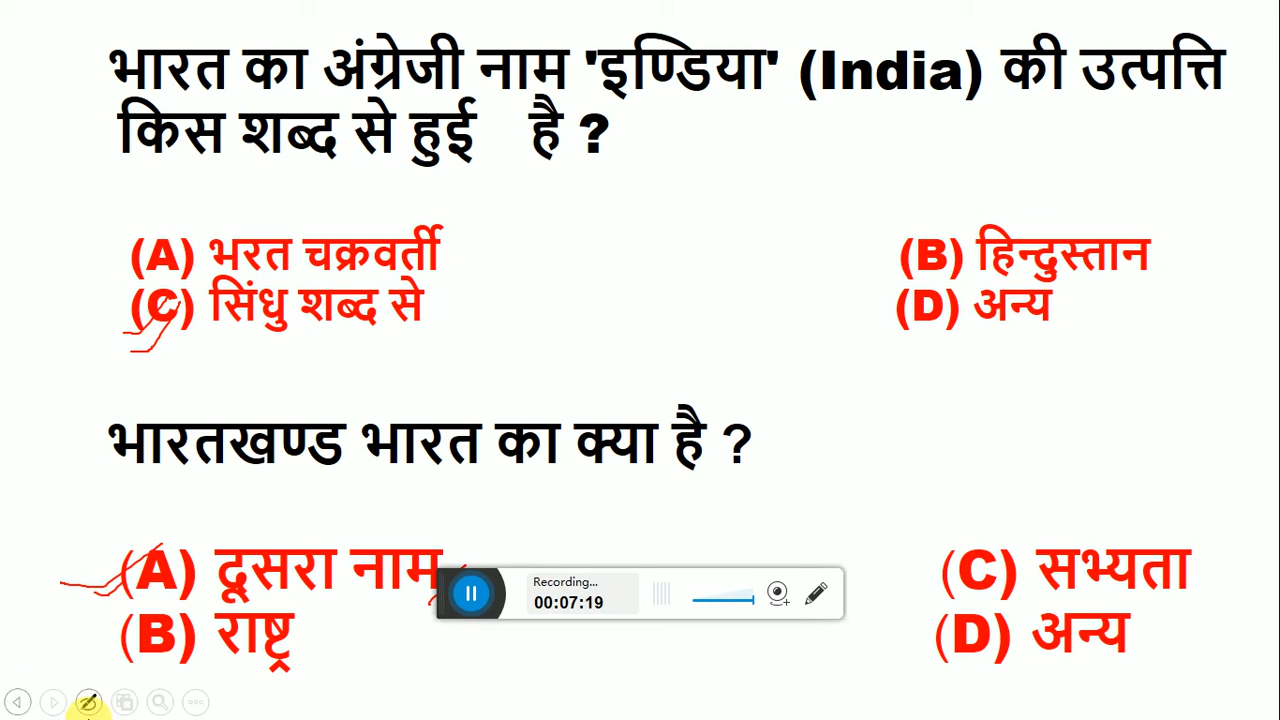 भारत का अंग्रेजी नाम 'इण्डिया' (India) की उत्पत्ति
किस शब्द से हुई है ?
(A) भरत चक्रवर्ती (B) हिन्दुस्तान
(C) सिंधु शब्द से (D) अन्य
भारतखण्ड भारत का क्या है ?
(A) दूसरा नाम (C) सभ्यता
Recording...
00:07:19
(B) राष्ट्र (D) अन्य